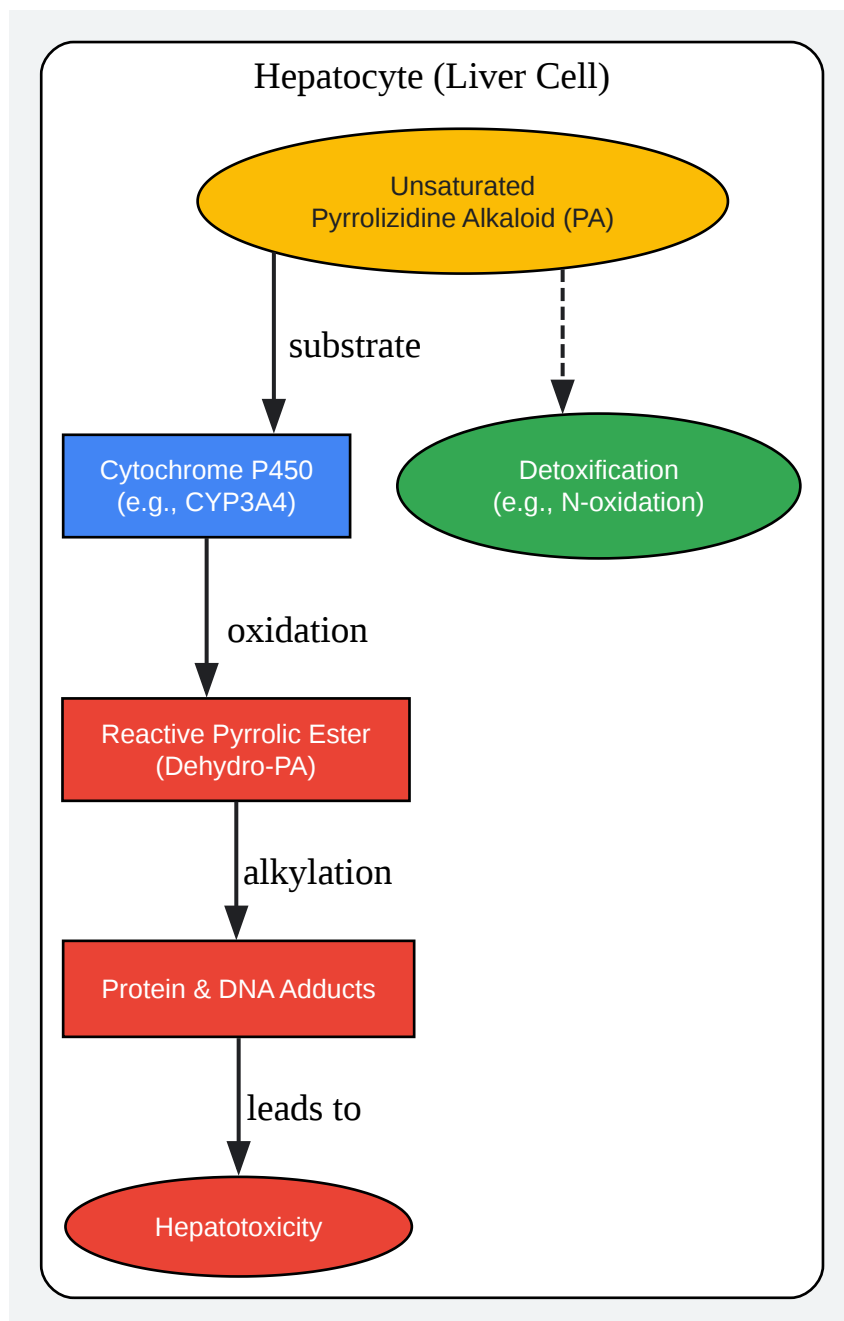 Hepatocyte (Liver Cell)
Unsaturated
Pyrrolizidine Alkaloid (PA)
substrate
Cytochrome P450
(e.g., CYP3A4)
Detoxification
(e.g., N-oxidation)
oxidation
Reactive Pyrrolic Ester
(Dehydro-PA)
alkylation
Protein & DNA Adducts
leads to
Hepatotoxicity